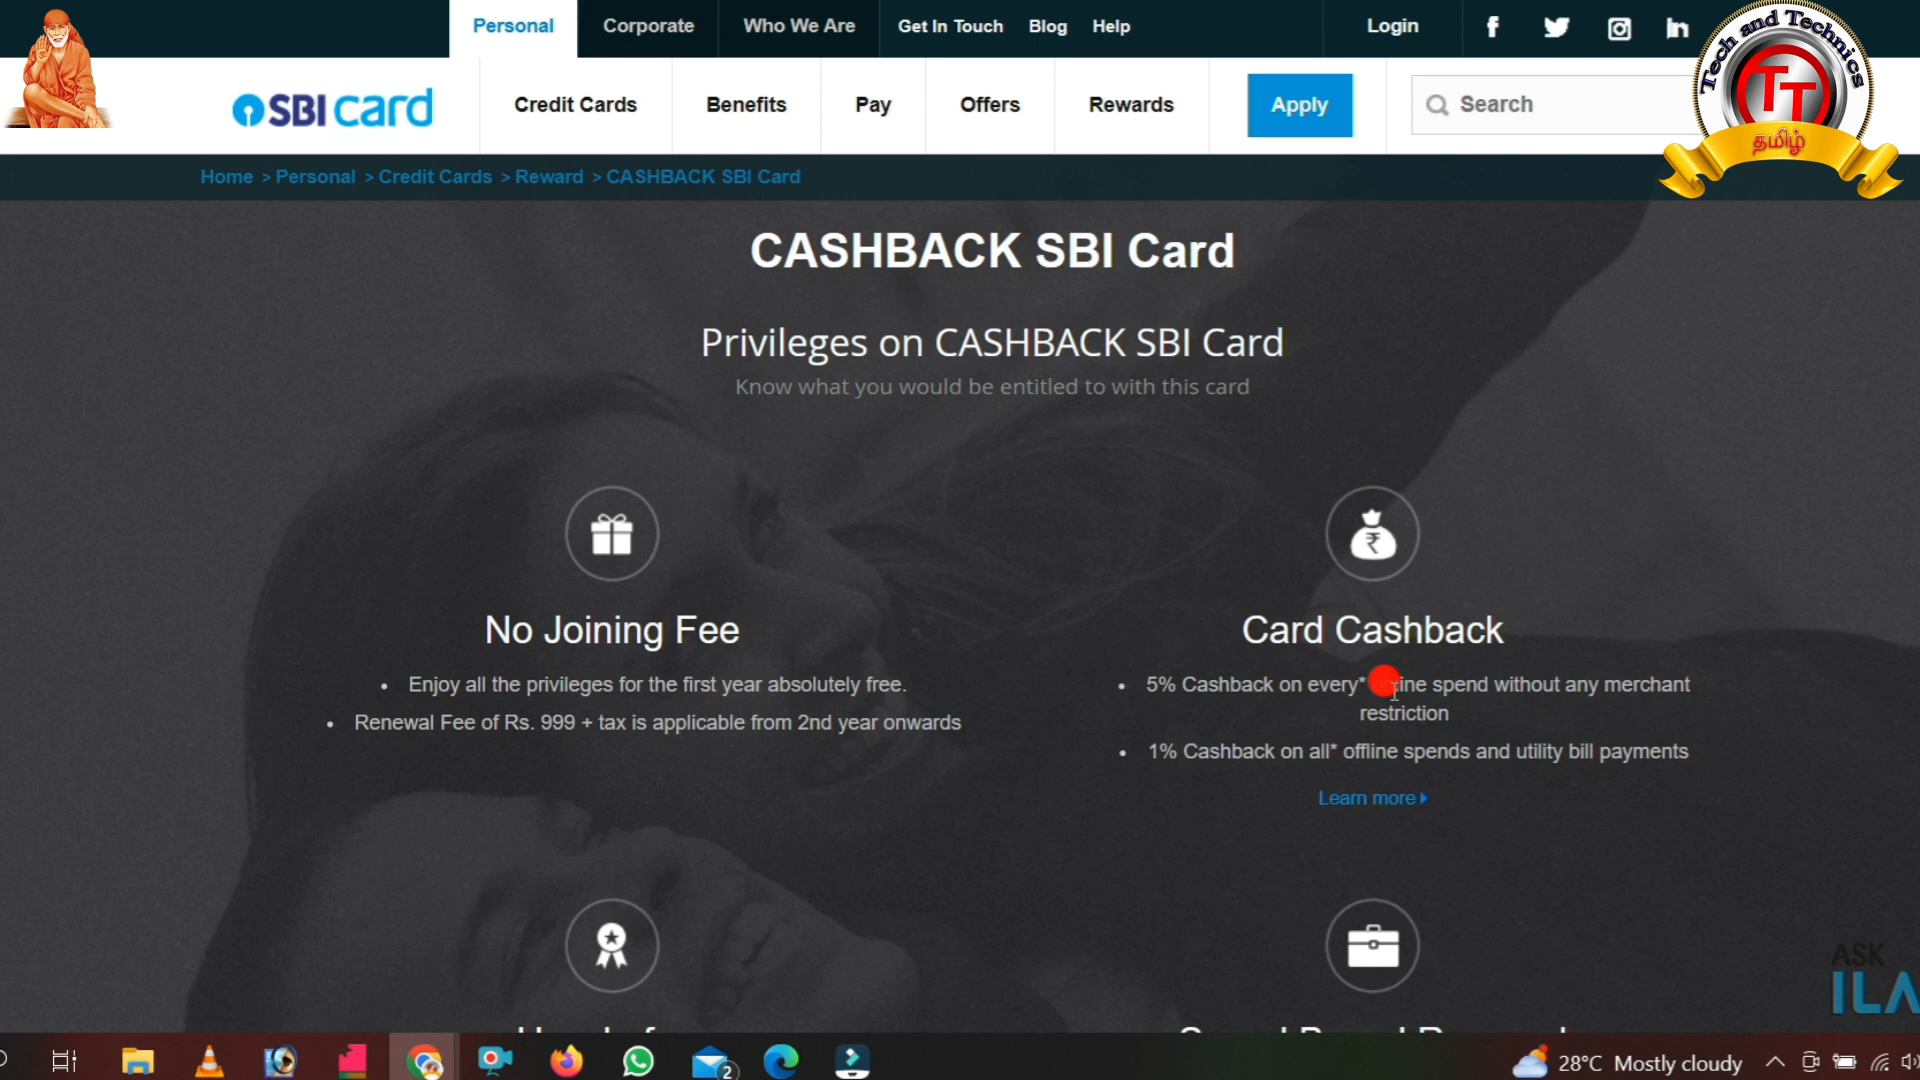 Personal
Corporate
Who We Are
Get In Touch
Blog
Help
Login
Tech and Technics
TT
தமிழ்
SBI card
Credit Cards
Benefits
Pay
Offers
Rewards
Apply
Search
Home > Personal > Credit Cards > Reward > CASHBACK SBI Card
CASHBACK SBI Card
Privileges on CASHBACK SBI Card
Know what you would be entitled to with this card
No Joining Fee
• Enjoy all the privileges for the first year absolutely free.
• Renewal Fee of Rs. 999 + tax is applicable from 2nd year onwards
Card Cashback
• 5% Cashback on every* online spend without any merchant
restriction
• 1% Cashback on all* offline spends and utility bill payments
Learn more
ASK
ILA
2
28°C Mostly cloudy